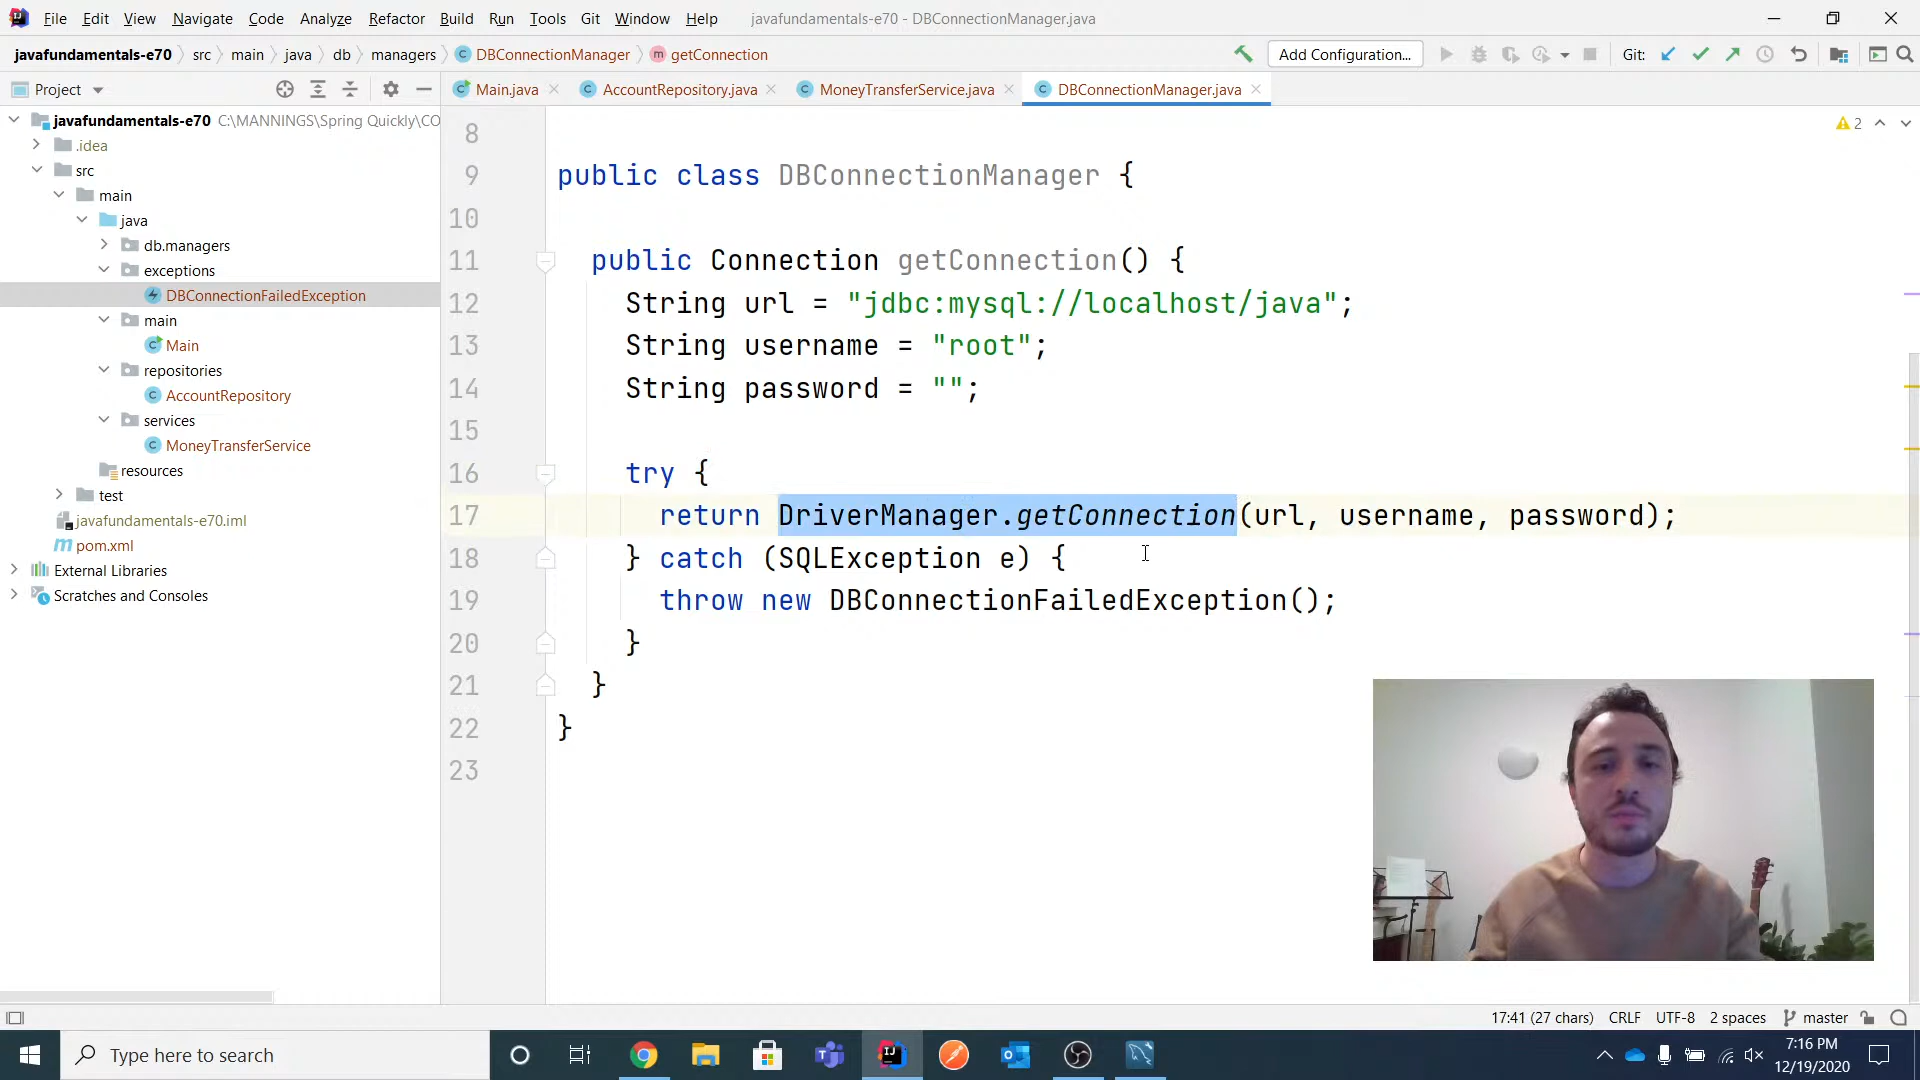 File Edit View Navigate Code Analyze Refactor Build Run Tools Git Window Help javafundamentals-e70 - DBConnectionManager.java
javafundamentals-e70 src main java db managers DBConnectionManager getConnection Add Configuration... Git:
Project
Main.java AccountRepository.java MoneyTransferService.java DBConnectionManager.java
javafundamentals-e70 C:\MANNINGS\Spring Quickly\CO
.idea
src
main
java
db.managers
exceptions
DBConnectionFailedException
main
Main
repositories
AccountRepository
services
MoneyTransferService
resources
test
javafundamentals-e70.iml
pom.xml
External Libraries
Scratches and Consoles
2
8
9 public class DBConnectionManager {
10
11 public Connection getConnection() {
12 String url = "jdbc:mysql://localhost/java";
13 String username = "root";
14 String password = "";
15
16 try {
17 return DriverManager.getConnection(url, username, password);
18 } catch (SQLException e) {
19 throw new DBConnectionFailedException();
20 }
21 }
22 }
23
17:41 (27 chars) CRLF UTF-8 2 spaces master
Type here to search
7:16 PM
12/19/2020